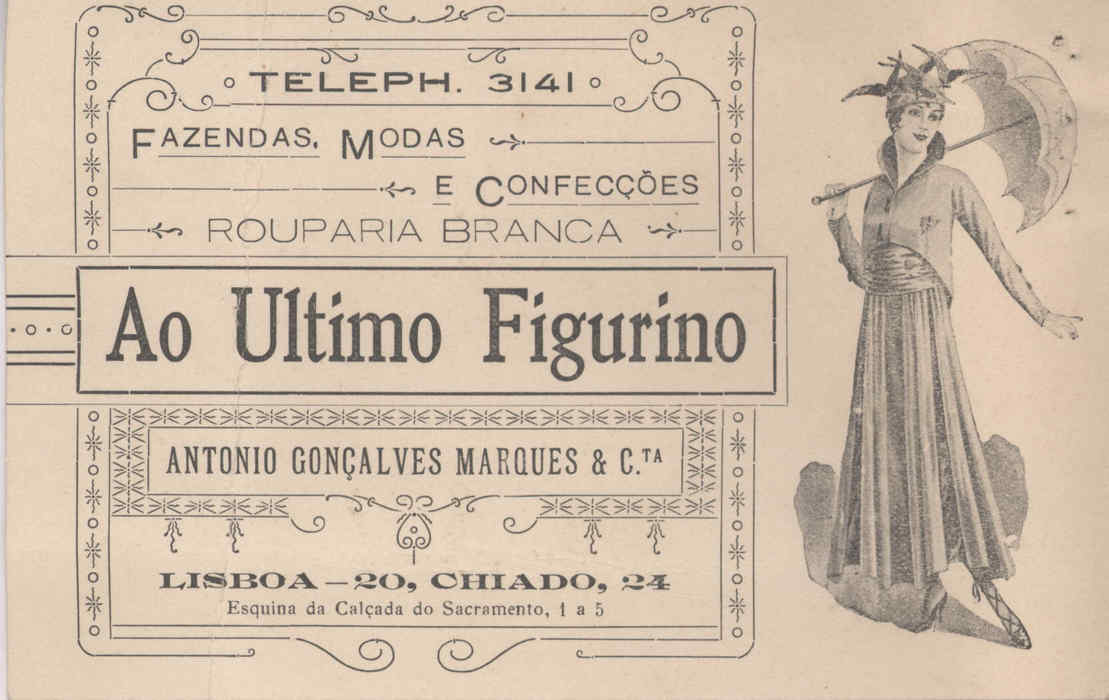 TELEPH. 3141
FAZENDAS, MODAS
E CONFECÇÕES
ROUPARIA BRANCA
Ao Ultimo Figurino
ANTONIO GONÇALVES MARQUES & C.TA
LISBOA – 20, CHIADO, 24
Esquina da Calçada do Sacramento, 1 a 5